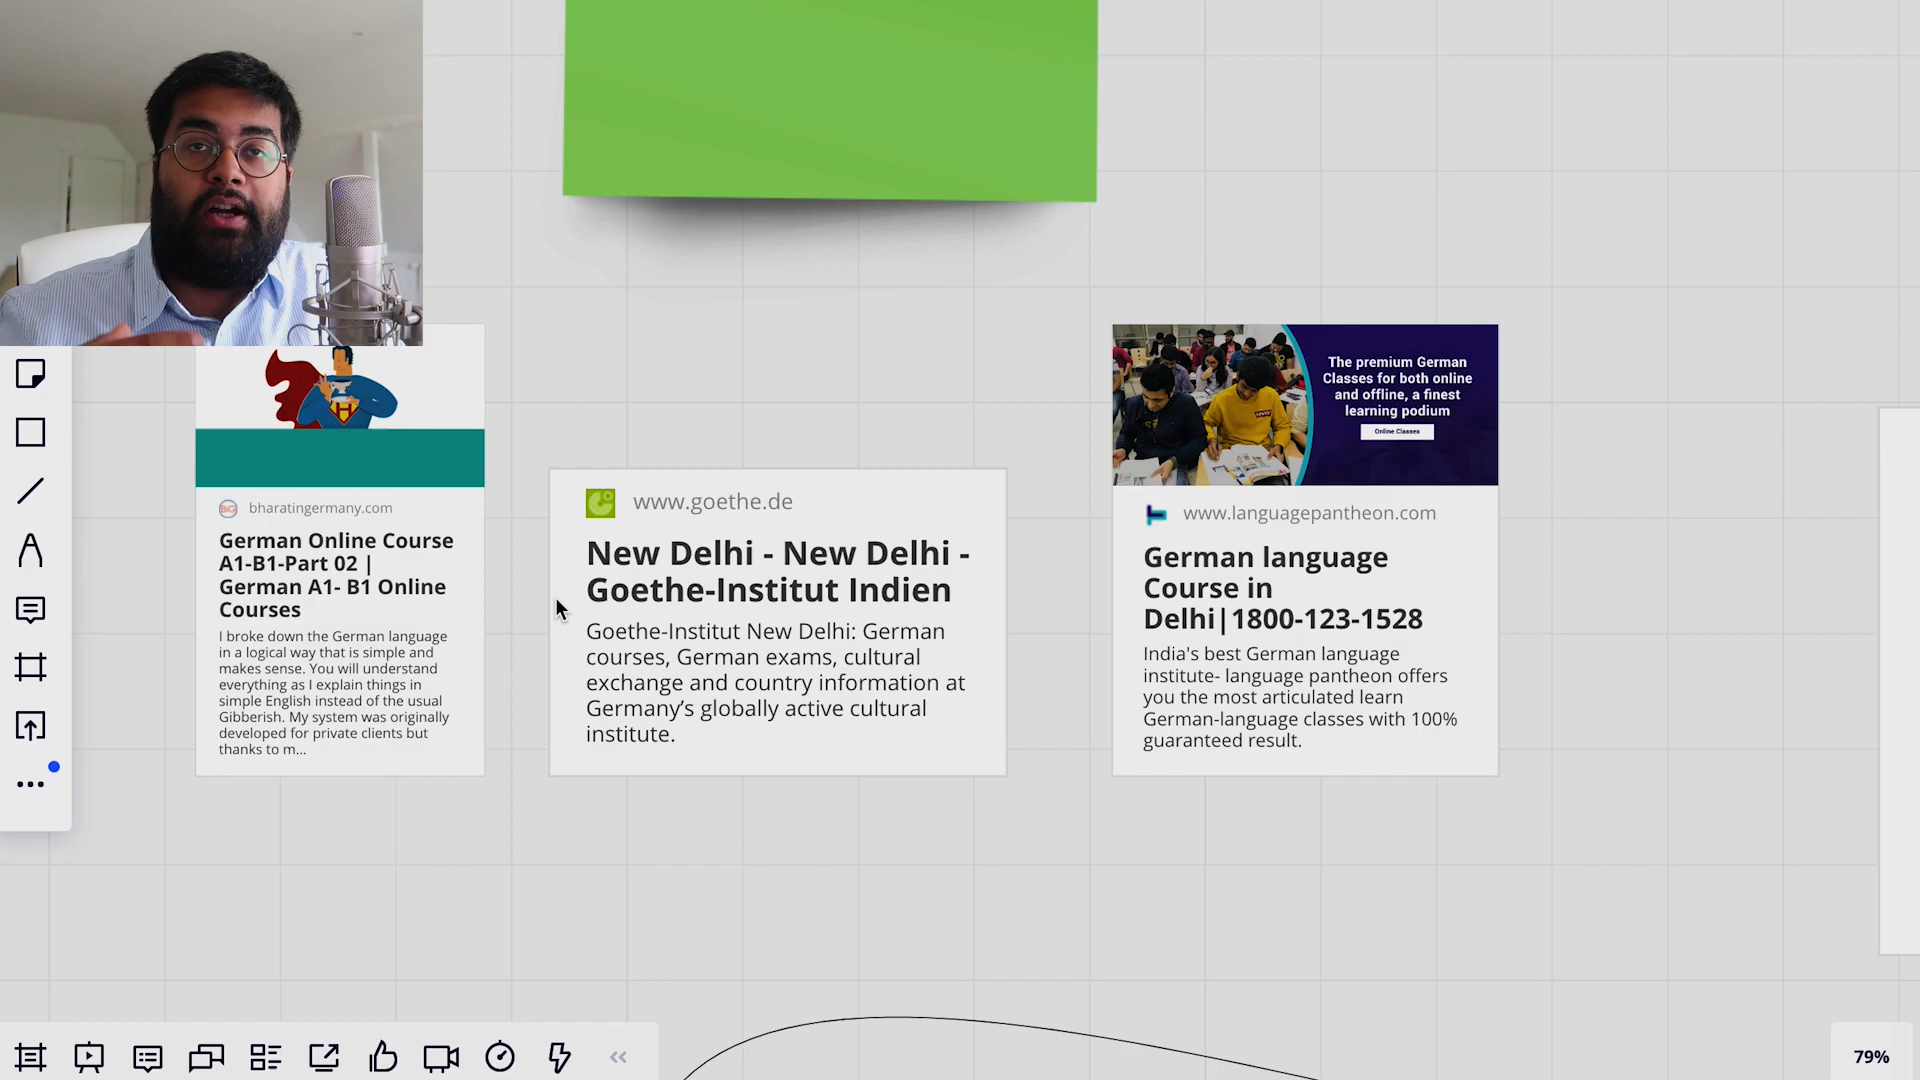 The premium German
Classes for both online
and offline, a finest
learning podium
Online Classes
H
BiG
bharatingermany.com
German Online Course
A1-B1-Part 02 |
German A1- B1 Online
Courses
I broke down the German language
in a logical way that is simple and
makes sense. You will understand
everything as I explain things in
simple English instead of the usual
Gibberish. My system was originally
developed for private clients but
thanks to m...
www.goethe.de
New Delhi - New Delhi -
Goethe-Institut Indien
Goethe-Institut New Delhi: German
courses, German exams, cultural
exchange and country information at
Germany’s globally active cultural
institute.
www.languagepantheon.com
German language
Course in
Delhi|1800-123-1528
India's best German language
institute- language pantheon offers
you the most articulated learn
German-language classes with 100%
guaranteed result.
79%